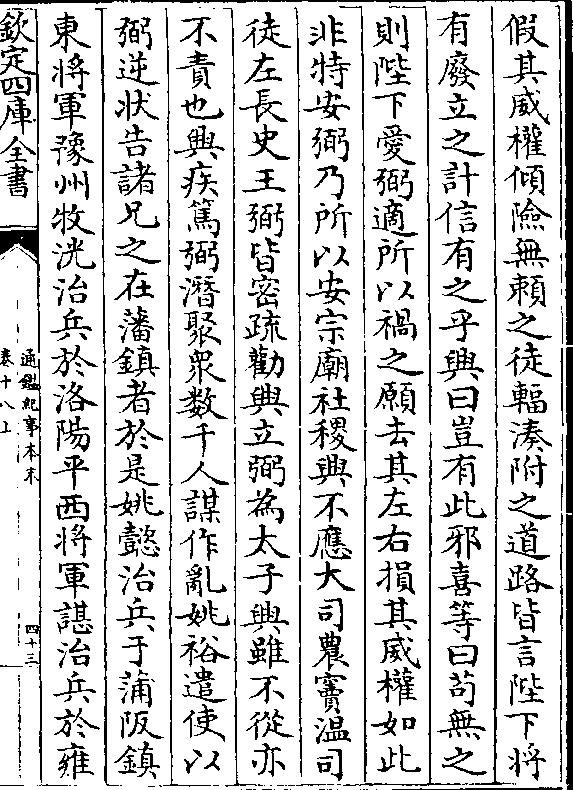 假其威權傾險無賴之徒輻湊附之道路皆言陛下將
有廢立之計信有之乎興曰豈有此邪喜等曰苟無之
則陛下愛弼適所以禍之願去其左右損其威權如此
非特安弼乃所以安宗廟社稷興不應大司農竇溫司
徒左長史王弼皆密疏勸興立弼為太子興雖不從亦
不責也興疾篤弼潛聚衆數千人謀作亂姚裕遣使以
弼逆狀告諸兄之在藩鎮者於是姚懿治兵于蒲阪鎮
東將軍豫州牧洸治兵於洛陽平西將軍諶治兵於雍
欽定四庫全書
通鑑紀事本末
卷十八上
四十三